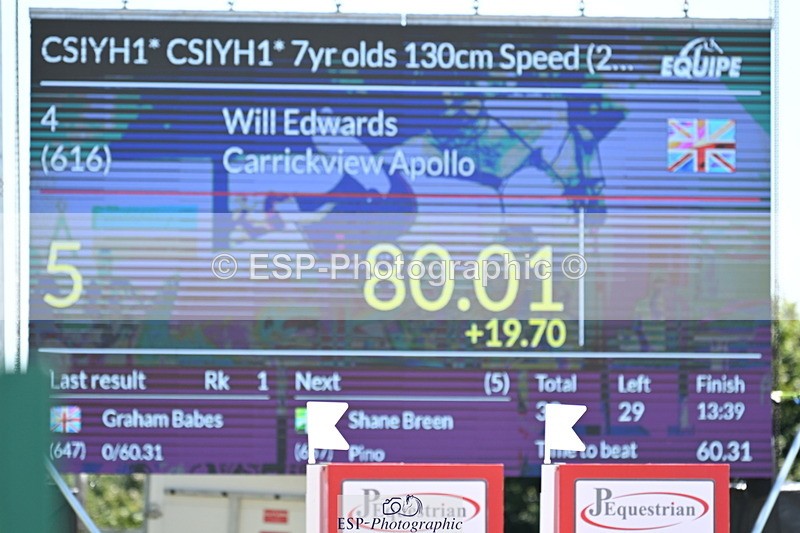 CSIYH1* CSIYH1* 7yr olds 130cm Speed (2...
EQUIPE
4 Will Edwards
(616) Carrickview Apollo
5 80.01
© ESP-Photographic ©
+19.70
Last result Rk 1 Next (5) Total Left Finish
Graham Babes Shane Breen 29 13:39
(647) 0/60.31 Pino to beat 60.31
JPEquestrian JPEquestrian
ESP-Photographic